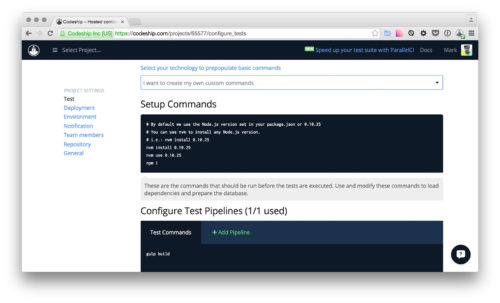 Codeship – Hosted conti
Mark
Codeship Inc [US] https://codeship.com/projects/65577/configure_tests
Select Project...
NEW Speed up your test suite with ParallelCI Docs Mark
Select your technology to prepopulate basic commands
I want to create my own custom commands
PROJECT SETTINGS
Test
Deployment
Environment
Notification
Team members
Repository
General
Setup Commands
# By default we use the Node.js version set in your package.json or 0.10.25
# You can use nvm to install any Node.js version.
# i.e.: nvm install 0.10.25
nvm install 0.10.25
nvm use 0.10.25
npm i
These are the commands that should be run before the tests are executed. Use and modify these commands to load
dependencies and prepare the database.
Configure Test Pipelines (1/1 used)
Test Commands + Add Pipeline
gulp build